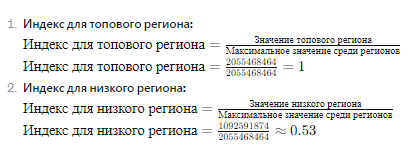 1. Индекс для топового региона:
Индекс для топового региона = Значение топового региона / Максимальное значение среди регионов
Индекс для топового региона = 2055468464 / 2055468464 = 1
2. Индекс для низкого региона:
Индекс для низкого региона = Значение низкого региона / Максимальное значение среди регионов
Индекс для низкого региона = 1092591874 / 2055468464 ≈ 0.53